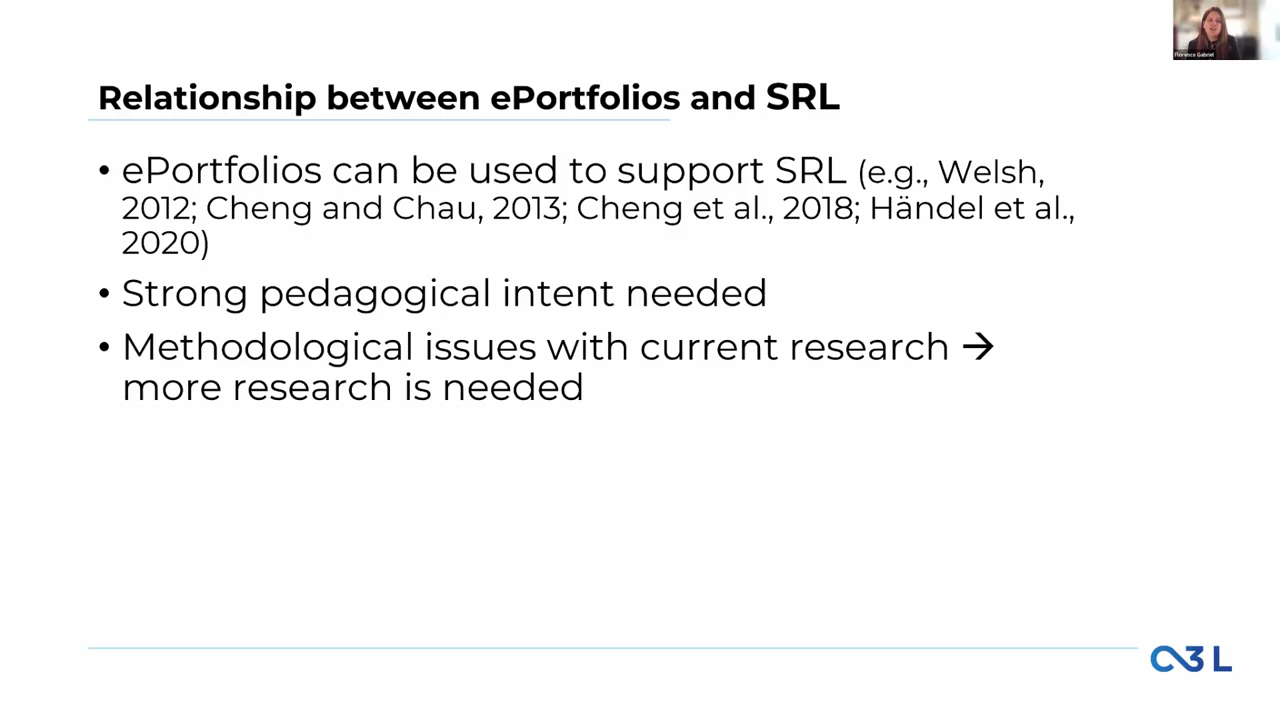 Florence Gabriel
Relationship between ePortfolios and SRL
• ePortfolios can be used to support SRL (e.g., Welsh,
2012; Cheng and Chau, 2013; Cheng et al., 2018; Händel et al.,
2020)
• Strong pedagogical intent needed
• Methodological issues with current research →
more research is needed
C3L